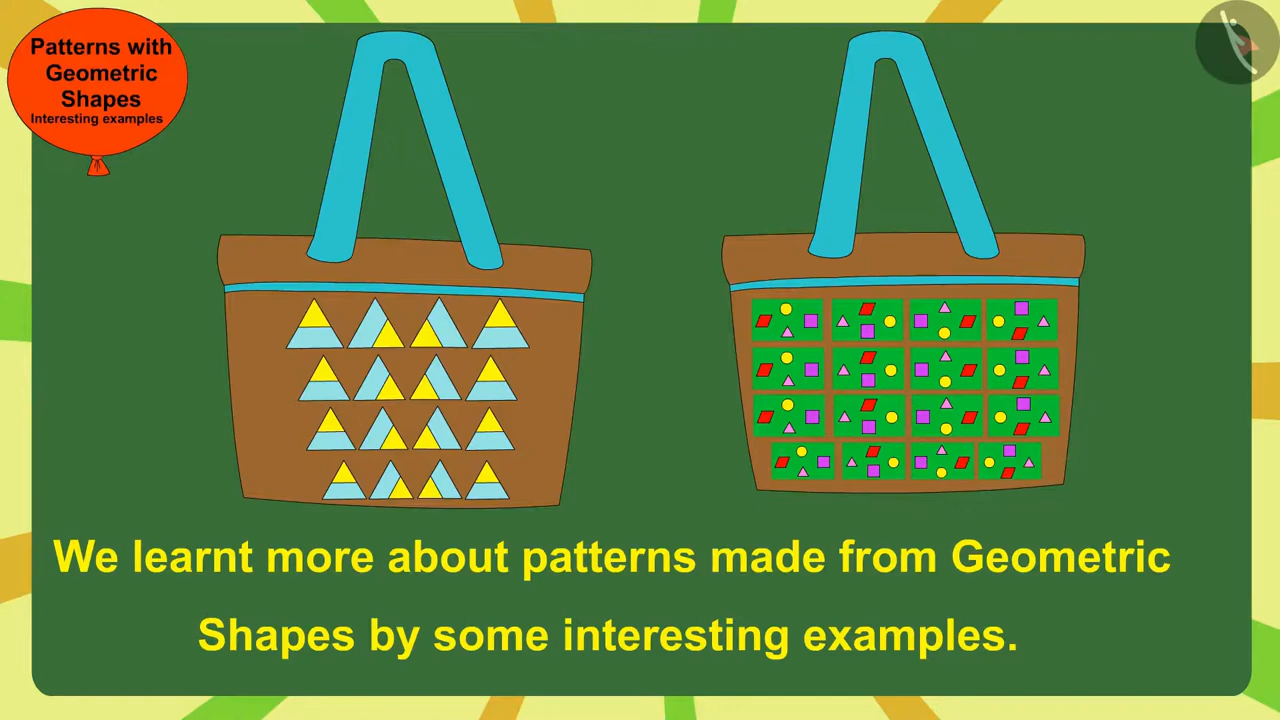 Patterns with
Geometric
Shapes
Interesting examples
We learnt more about patterns made from Geometric
Shapes by some interesting examples.